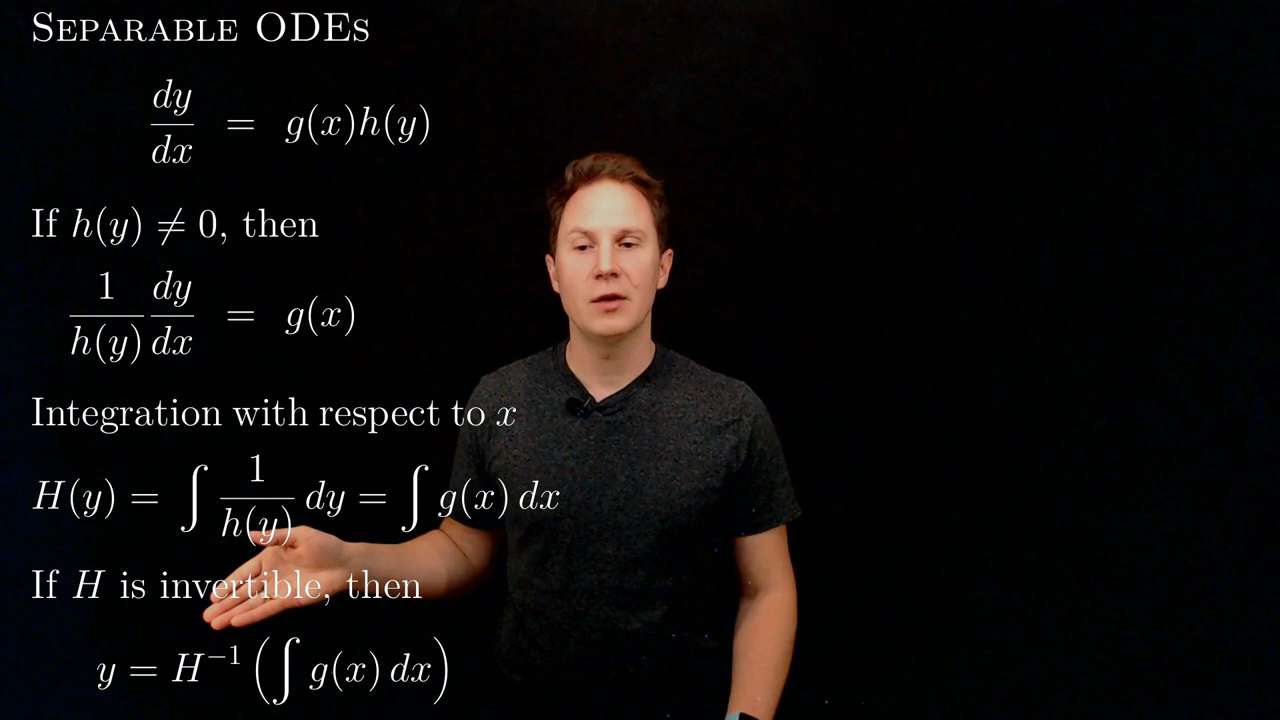 SEPARABLE ODES
dy/dx = g(x)h(y)
If h(y) ≠ 0, then
1/h(y) dy/dx = g(x)
Integration with respect to x
H(y) = ∫ 1/h(y) dy = ∫ g(x) dx
If H is invertible, then
y = H⁻¹(∫ g(x) dx)